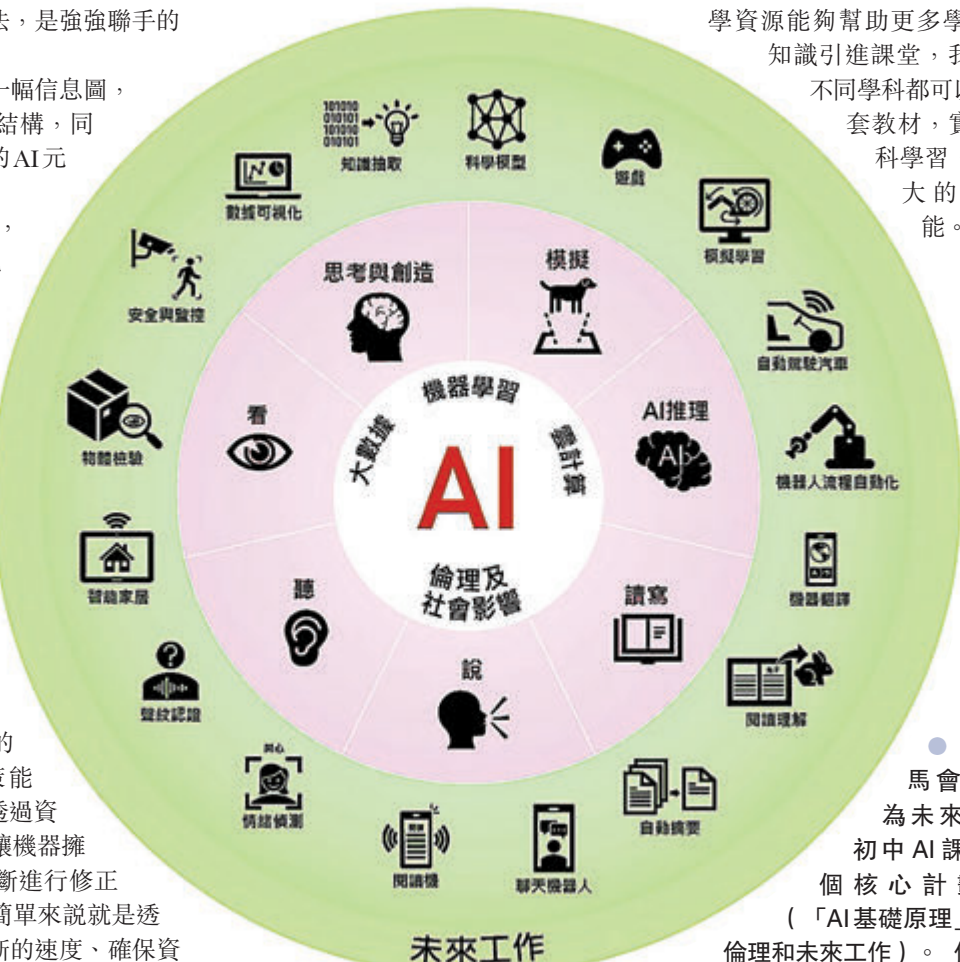 法，是強強聯手的
一幅信息圖，
結構，同
的AI元
，
的
技能
透過資
讓機器擁
斷進行修正
簡單來說就是透
新的速度、確保資
101010
010101
101010
010101
知識抽取
科學模型
遊戲
模擬學習
自動駕駛汽車
機器人流程自動化
機器翻譯
閱讀理解
自動摘要
聊天機器人
閱讀機
開心
情緒偵測
?
聲紋認證
智能家居
物體檢驗
安全與監控
數據可視化
思考與創造
模擬
AI推理
AI
讀寫
說
聽
看
機器學習
大數據
雲計算
AI
倫理及
社會影響
未來工作
學資源能夠幫助更多學
知識引進課堂，我
不同學科都可以
套教材，實
科學習
大的
能。
馬會
為未來
初中 AI 課
個核心計
（「AI基礎原理」
倫理和未來工作）。